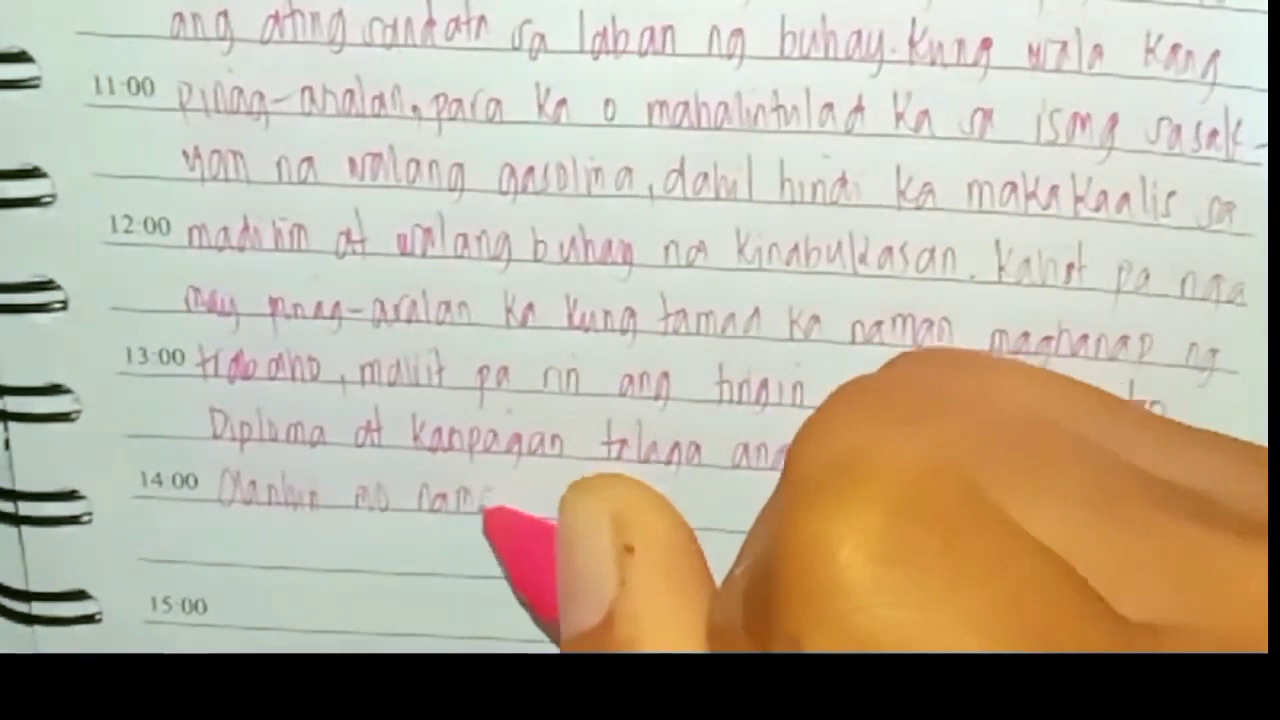 ang ating sandata sa laban ng buhay. Kung wala kang
11:00 pinag-aralan, para ka o mahalintulad ka sa isang sasak-
yan na walang gasolina, dahil hindi ka makakaalis sa
12:00 madilim at walang buhay na kinabukasan. Kahit pa nga
may pinag-aralan ka kung tamad ka naman maghanap ng
13:00 trabaho, maliit pa rin ang tingin
Diploma at kanpagan talaga ang
14:00 mo
15:00